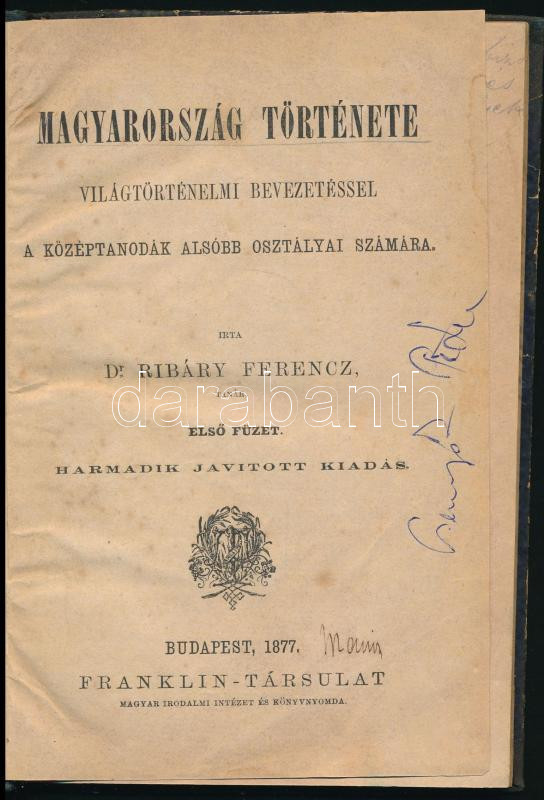 MAGYARORSZÁG TÖRTÉNETE
VILÁGTÖRTÉNELMI BEVEZETÉSSEL
A KÖZÉPTANODÁK ALSÓBB OSZTÁLYAI SZÁMÁRA.
IRTA
Dr RIBÁRY FERENCZ,
TANÁR.
darabanth
ELSŐ FÜZET.
HARMADIK JAVITOTT KIADÁS.
BUDAPEST, 1877.
FRANKLIN-TÁRSULAT
MAGYAR IRODALMI INTÉZET ÉS KÖNYVNYOMDA.